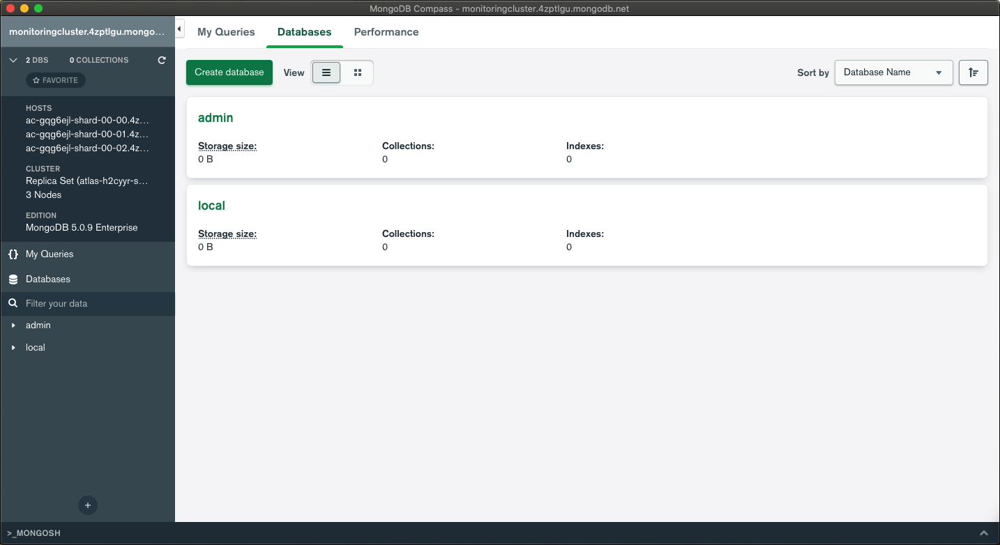 MongoDB Compass - monitoringcluster.4zptlgu.mongodb.net
monitoringcluster.4zptlgu.mongo...
2 DBS 0 COLLECTIONS
FAVORITE
HOSTS
ac-gqg6ejl-shard-00-00.4z...
ac-gqg6ejl-shard-00-01.4z...
ac-gqg6ejl-shard-00-02.4z...
CLUSTER
Replica Set (atlas-h2cyyr-s...
3 Nodes
EDITION
MongoDB 5.0.9 Enterprise
{} My Queries
Databases
Filter your data
admin
local
+
My Queries Databases Performance
Create database View Sort by Database Name
admin
Storage size: Collections: Indexes:
0 B 0 0
local
Storage size: Collections: Indexes:
0 B 0 0
>_MONGOSH